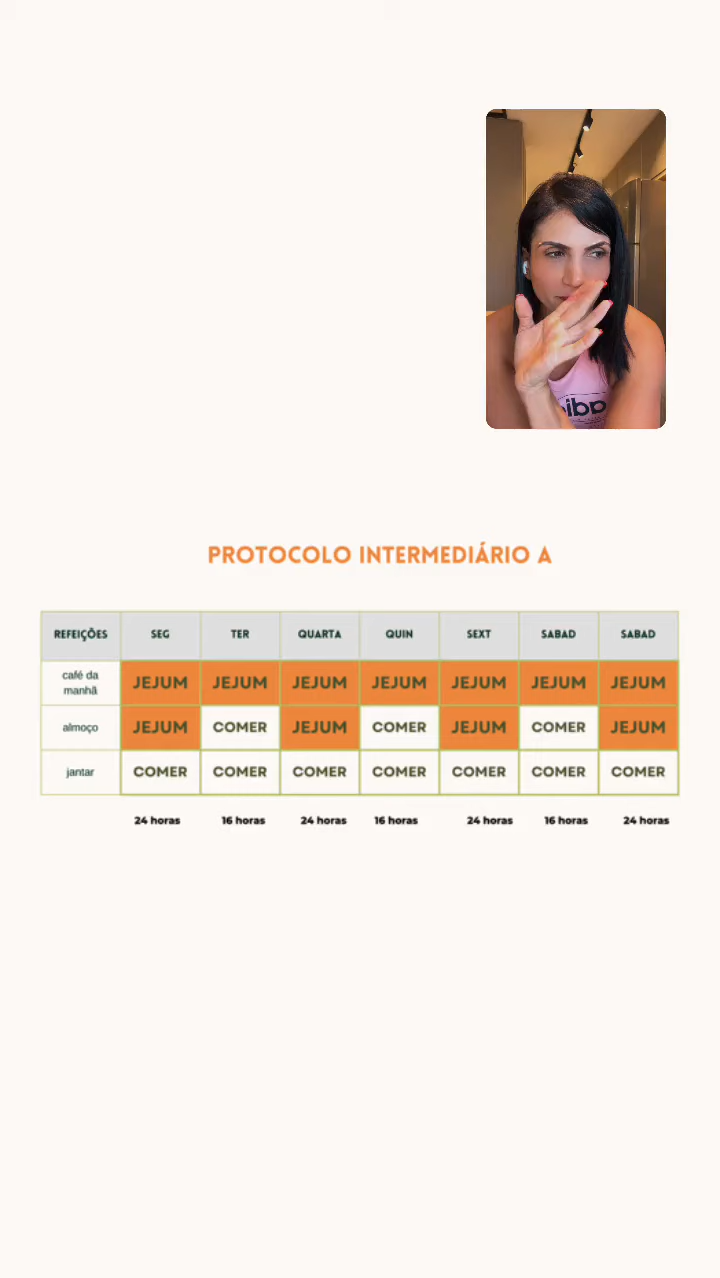 PROTOCOLO INTERMEDIÁRIO A
REFEIÇÕES SEG TER QUARTA QUIN SEXT SABAD SABAD
café da manhã JEJUM JEJUM JEJUM JEJUM JEJUM JEJUM JEJUM
almoço JEJUM COMER JEJUM COMER JEJUM COMER JEJUM
jantar COMER COMER COMER COMER COMER COMER COMER
24 horas 16 horas 24 horas 16 horas 24 horas 16 horas 24 horas